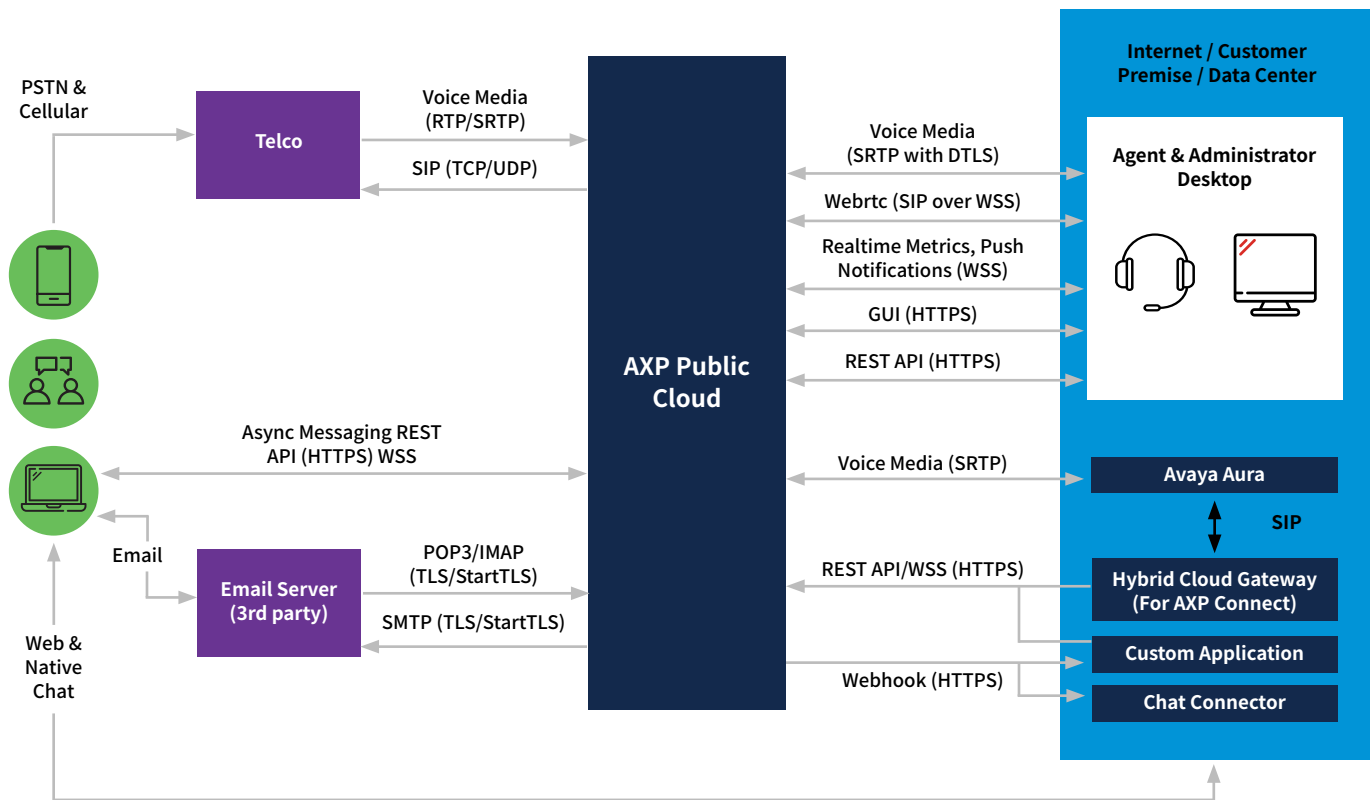 PSTN &
Cellular
Telco
Voice Media
(RTP/SRTP)
SIP (TCP/UDP)
Async Messaging REST
API (HTTPS) WSS
Email
Email Server
(3rd party)
POP3/IMAP
(TLS/StartTLS)
SMTP (TLS/StartTLS)
Web &
Native
Chat
AXP Public
Cloud
Voice Media
(SRTP with DTLS)
Webrtc (SIP over WSS)
Realtime Metrics, Push
Notifications (WSS)
GUI (HTTPS)
REST API (HTTPS)
Voice Media (SRTP)
REST API/WSS (HTTPS)
Webhook (HTTPS)
Internet / Customer
Premise / Data Center
Agent & Administrator
Desktop
Avaya Aura
SIP
Hybrid Cloud Gateway
(For AXP Connect)
Custom Application
Chat Connector